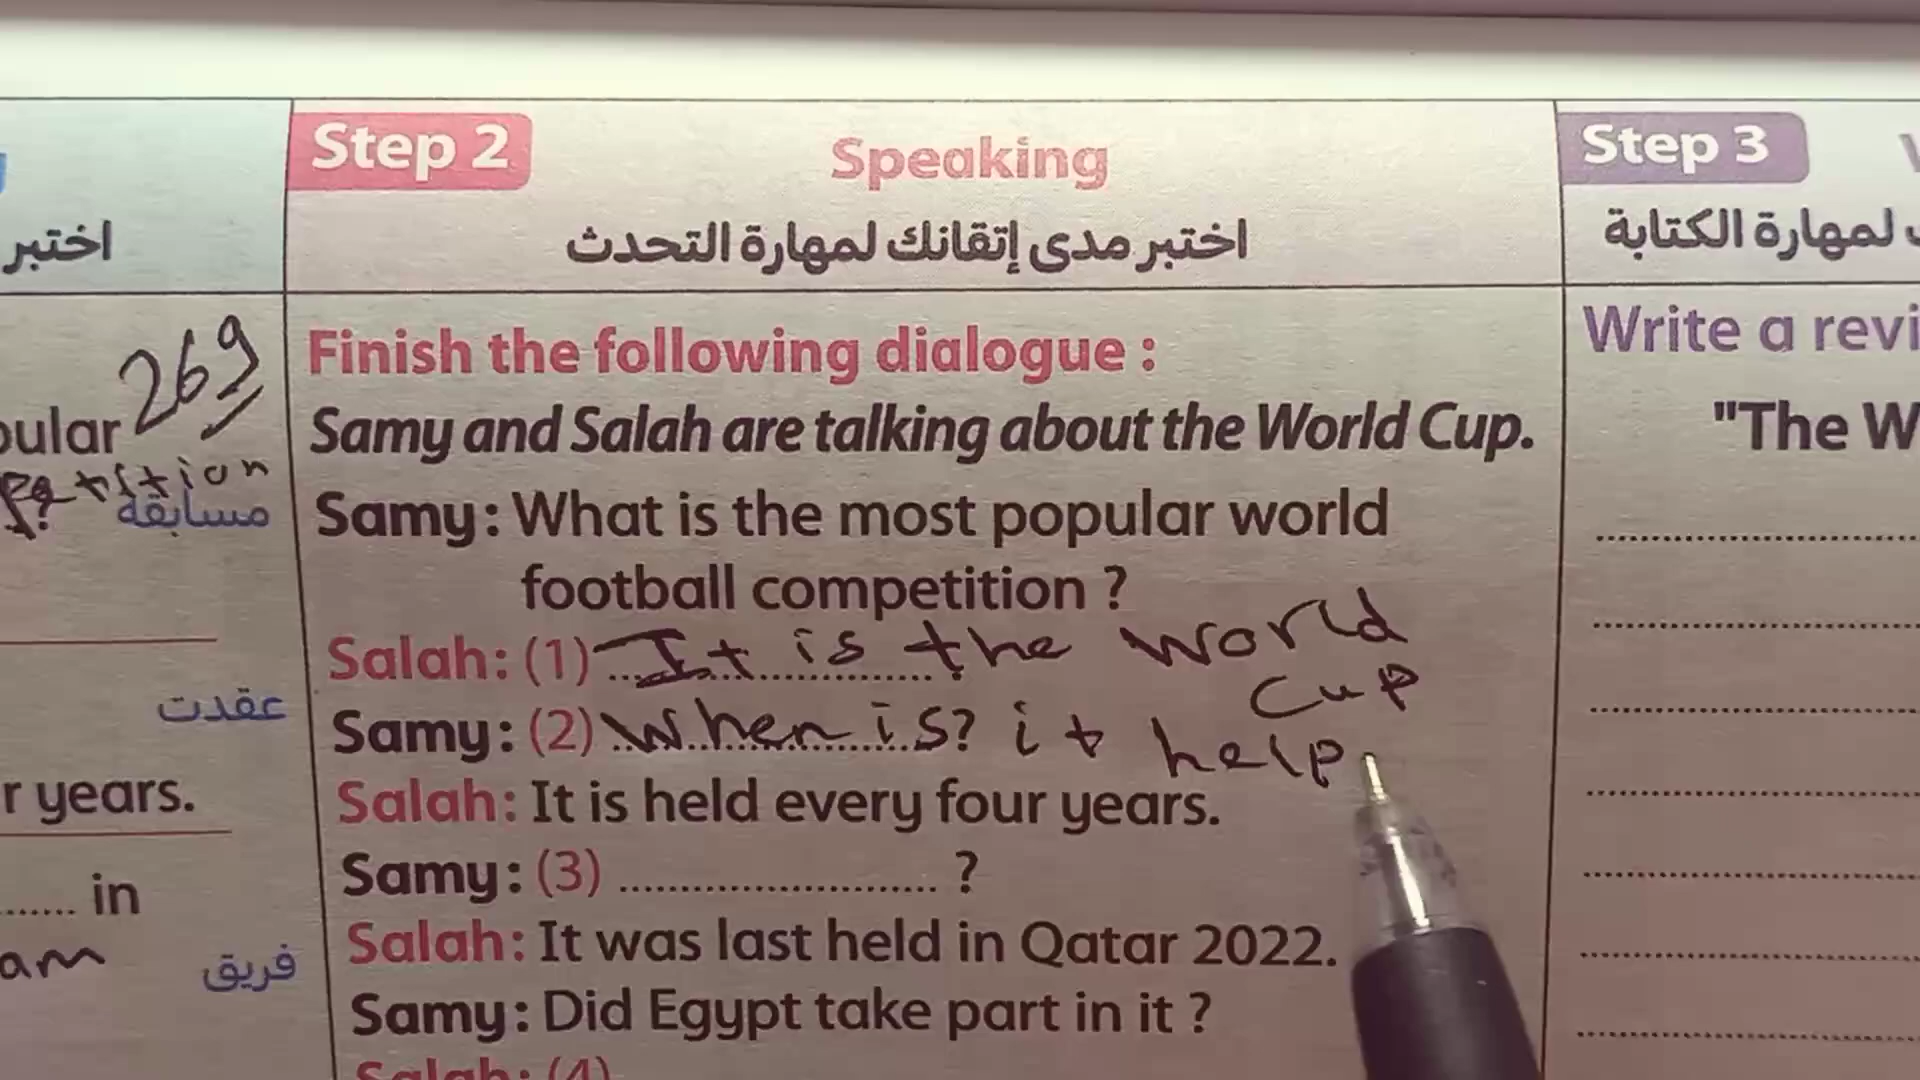 Step 2
Speaking
Step 3
اختبر
اختبر مدى إتقانك لمهارة التحدث
لمهارة الكتابة
269
Finish the following dialogue :
Write a revi
pular
Samy and Salah are talking about the World Cup.
"The W
مسابقة
Samy: What is the most popular world
football competition ?
Salah: (1) It is the World
Cup
عقدت
Samy: (2) When is? it help
r years.
Salah: It is held every four years.
Samy: (3) ........................ ?
...... in
Salah: It was last held in Qatar 2022.
am
فريق
Samy: Did Egypt take part in it ?
Salah: (4)